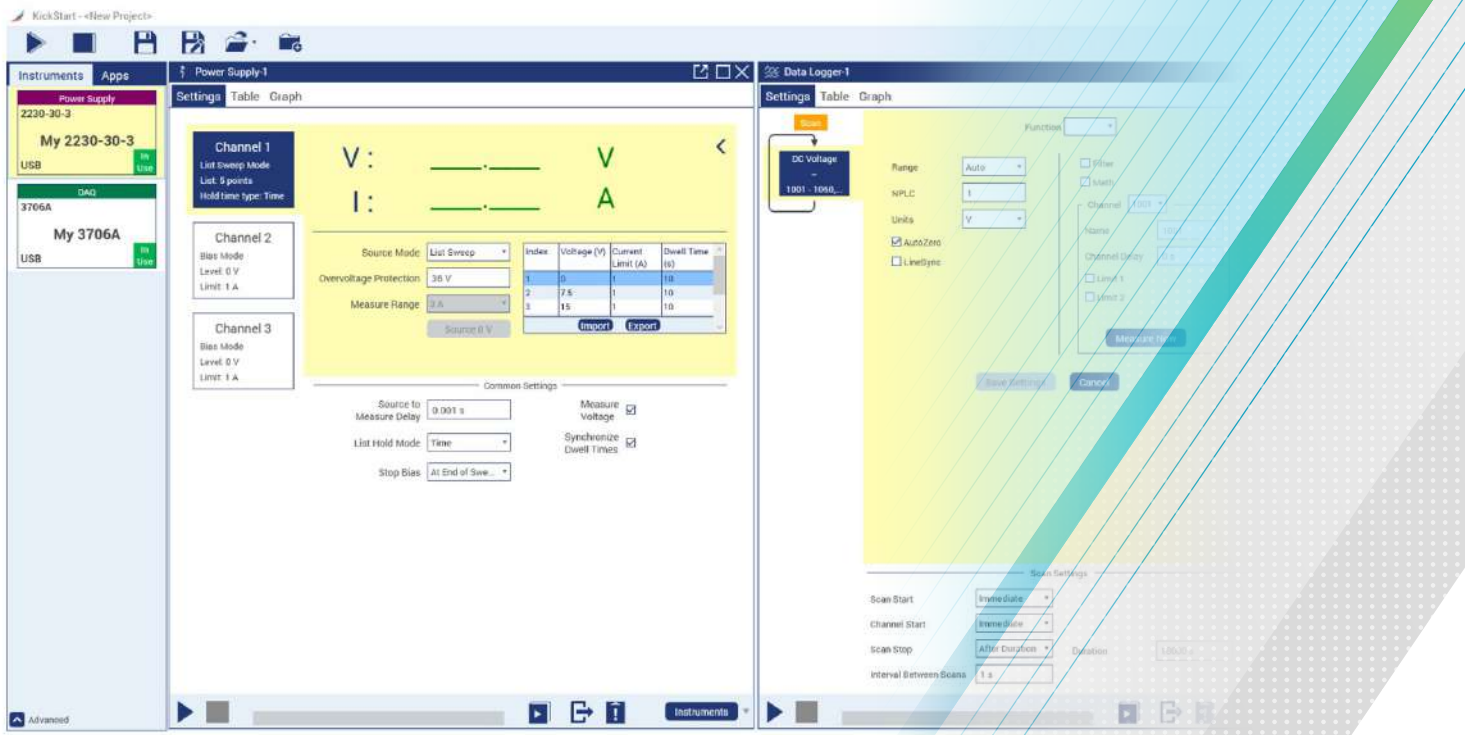 KickStart - <New Project>
Instruments Apps
Power Supply
2230-30-3
My 2230-30-3
USB
In Use
DAQ
3706A
My 3706A
USB
In Use
Advanced
Power Supply-1
Settings Table Graph
Channel 1
List Sweep Mode
List: 5 points
Hold time type: Time
Channel 2
Bias Mode
Level: 0 V
Limit: 1 A
Channel 3
Bias Mode
Level: 0 V
Limit: 1 A
V : __.___ V
I : __.___ A
Source Mode List Sweep
Overvoltage Protection 36 V
Measure Range 3 A
Source 0 V
Index Voltage (V) Current Limit (A) Dwell Time (s)
1 0 1 10
2 7.5 1 10
3 15 1 10
Import Export
Common Settings
Source to Measure Delay 0.001 s
Measure Voltage
List Hold Mode Time
Synchronize Dwell Times
Stop Bias At End of Swe...
Instruments
Data Logger-1
Settings Table Graph
Scan
DC Voltage
–
1001 - 1060,...
Function
Range Auto
NPLC 1
Units V
AutoZero
LineSync
Filter
Math
Channel 1001
Name
Channel Delay 0 s
Limit 1
Limit 2
Measure Now
Save Settings Cancel
Scan Settings
Scan Start Immediate
Channel Start Immediate
Scan Stop After Duration Duration
Interval Between Scans 1 s